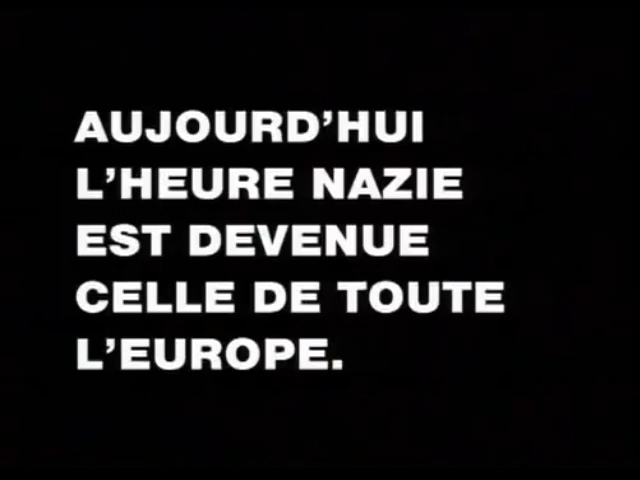 AUJOURD'HUI
L'HEURE NAZIE
EST DEVENUE
CELLE DE TOUTE
L'EUROPE.